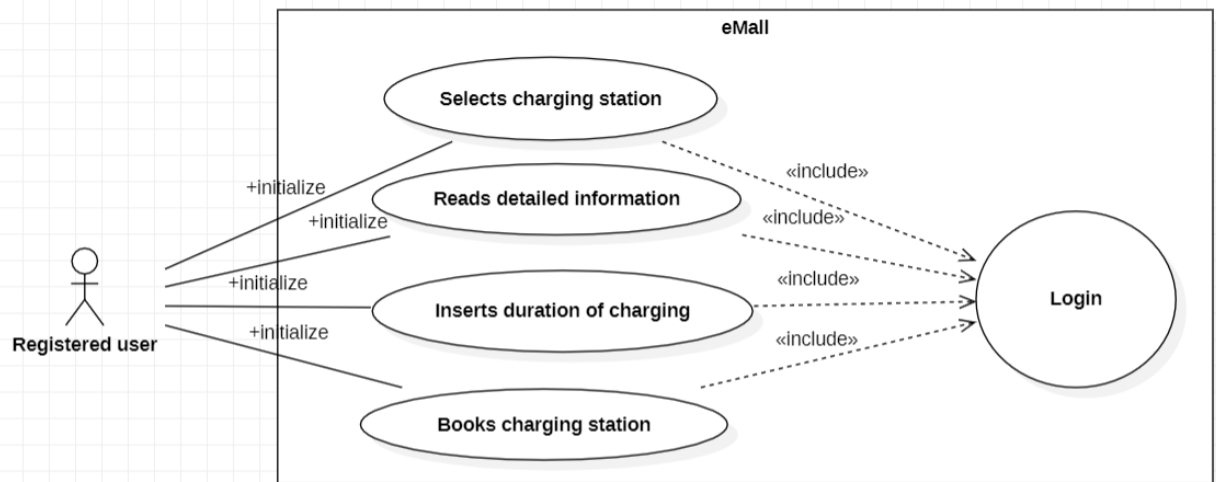 eMall
Selects charging station
«include»
+initialize
Reads detailed information
«include»
+initialize
+initialize
«include»
Login
Inserts duration of charging
+initialize
«include»
Registered user
Books charging station